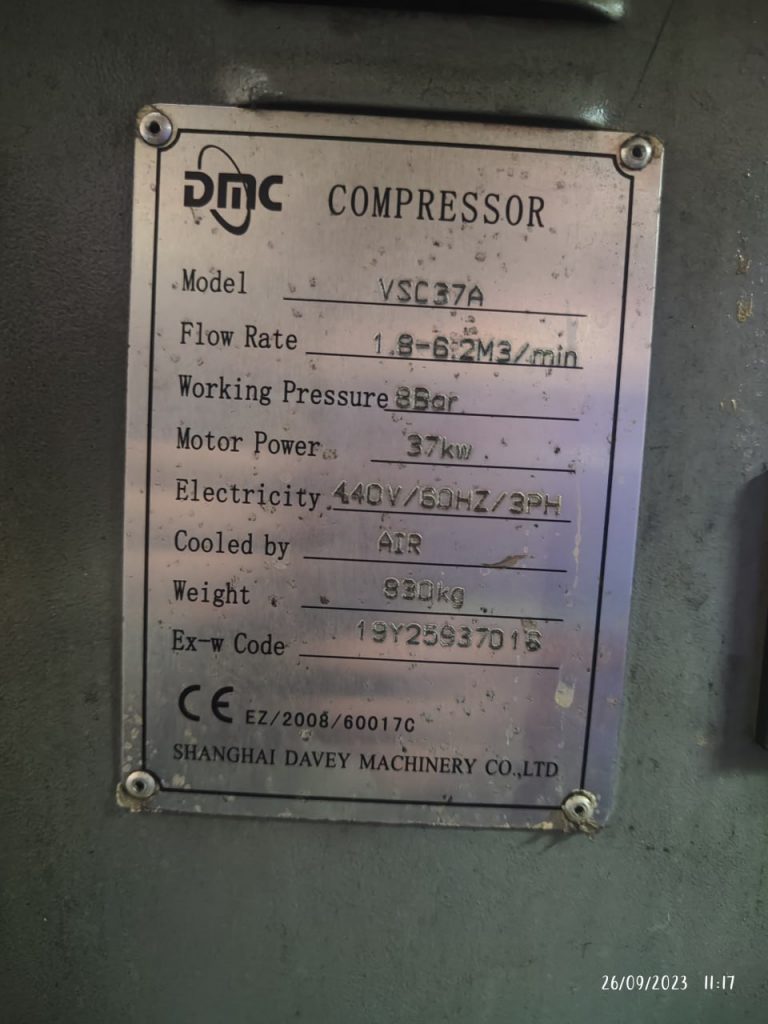 DMC COMPRESSOR
Model VSC37A
Flow Rate 1.8-6.2M3/min
Working Pressure 8Bar
Motor Power 37kw
Electricity 440V/60HZ/3PH
Cooled by AIR
Weight 830kg
Ex-w Code
CE EZ/2008/60017C
SHANGHAI DAVEY MACHINERY CO.,LTD
26/09/2023 11:17